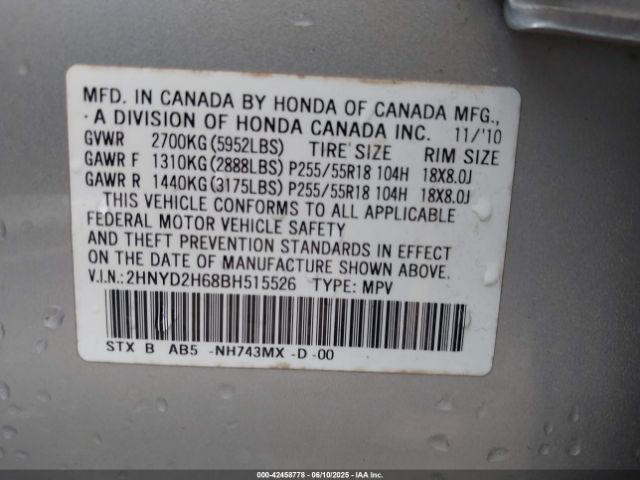 MFD. IN CANADA BY HONDA OF CANADA MFG.,
A DIVISION OF HONDA CANADA INC. 11/'10
GVWR 2700KG(5952LBS) TIRE SIZE RIM SIZE
GAWR F 1310KG(2888LBS) P255/55R18 104H 18X8.0J
GAWR R 1440KG(3175LBS) P255/55R18 104H 18X8.0J
THIS VEHICLE CONFORMS TO ALL APPLICABLE
FEDERAL MOTOR VEHICLE SAFETY
AND THEFT PREVENTION STANDARDS IN EFFECT
ON THE DATE OF MANUFACTURE SHOWN ABOVE.
V.I.N.:2HNYD2H68BH515526 TYPE: MPV
STX B AB5 -NH743MX -D -00
000-42458778 - 06/10/2025 - IAA Inc.